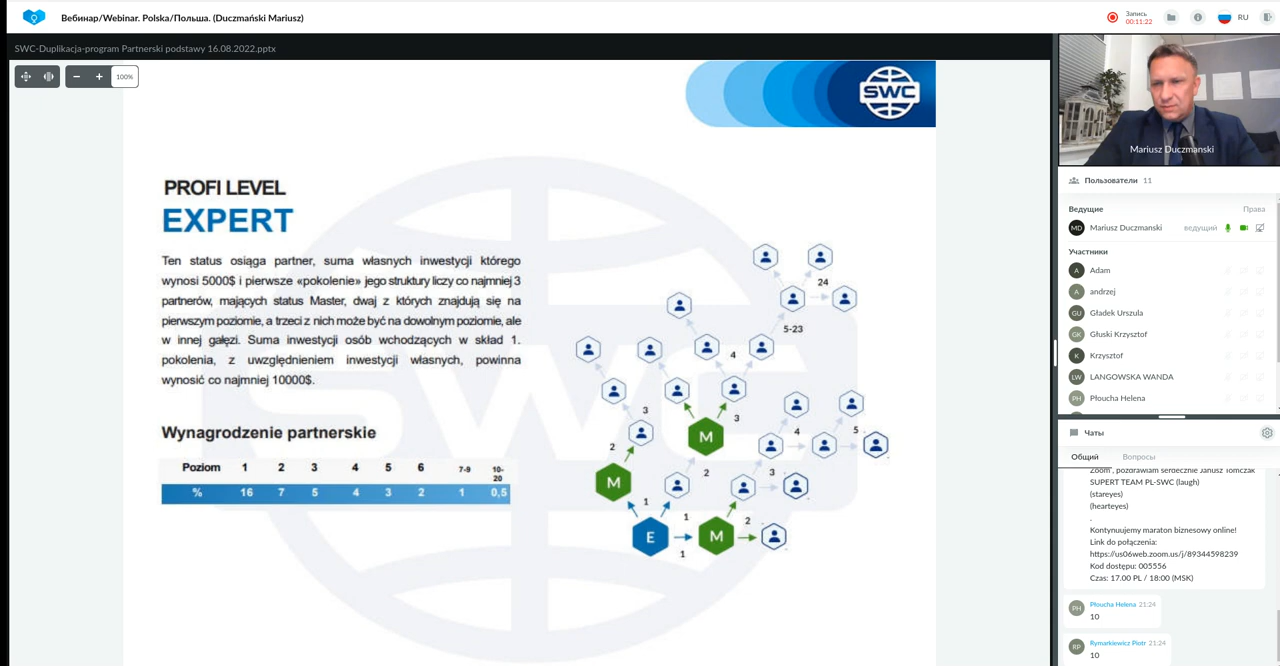 Вебинар/Webinar. Polska/Польша. (Duczmański Mariusz)
Запись
00:11:22
RU
SWC-Duplikacja-program Partnerski podstawy 16.08.2022.pptx
100%
SWC
PROFI LEVEL
EXPERT
Ten status osiąga partner, suma własnych inwestycji którego
wynosi 5000$ i pierwsze «pokolenie» jego struktury liczy co najmniej 3
partnerów, mających status Master, dwaj z których znajdują się na
pierwszym poziomie, a trzeci z nich może być na dowolnym poziomie, ale
w innej gałęzi. Suma inwestycji osób wchodzących w skład 1.
pokolenia, z uwzględnieniem inwestycji własnych, powinna
wynosić co najmniej 10000$.
Wynagrodzenie partnerskie
Poziom 1 2 3 4 5 6 7-9 10-20
% 16 7 5 4 3 2 1 0,5
24
5-23
4
3
3
M
4
5
2
M
2
3
1
1
2
E
M
1
SWC
Mariusz Duczmanski
Пользователи 11
Ведущие Права
MD Mariusz Duczmanski ведущий
Участники
A Adam
A andrzej
GU Gładek Urszula
GK Głuski Krzysztof
K Krzysztof
LW LANGOWSKA WANDA
PH Płoucha Helena
Чаты
Общий Вопросы
Zoom", pozdrawiam serdecznie Janusz Tomczak
SUPERT TEAM PL-SWC (laugh)
(stareyes)
(hearteyes)
.
Kontynuujemy maraton biznesowy online!
Link do połączenia:
https://us06web.zoom.us/j/89344598239
Kod dostępu: 005556
Czas: 17.00 PL / 18:00 (MSK)
PH Płoucha Helena 21:24
10
RP Rymarkiewicz Piotr 21:24
10